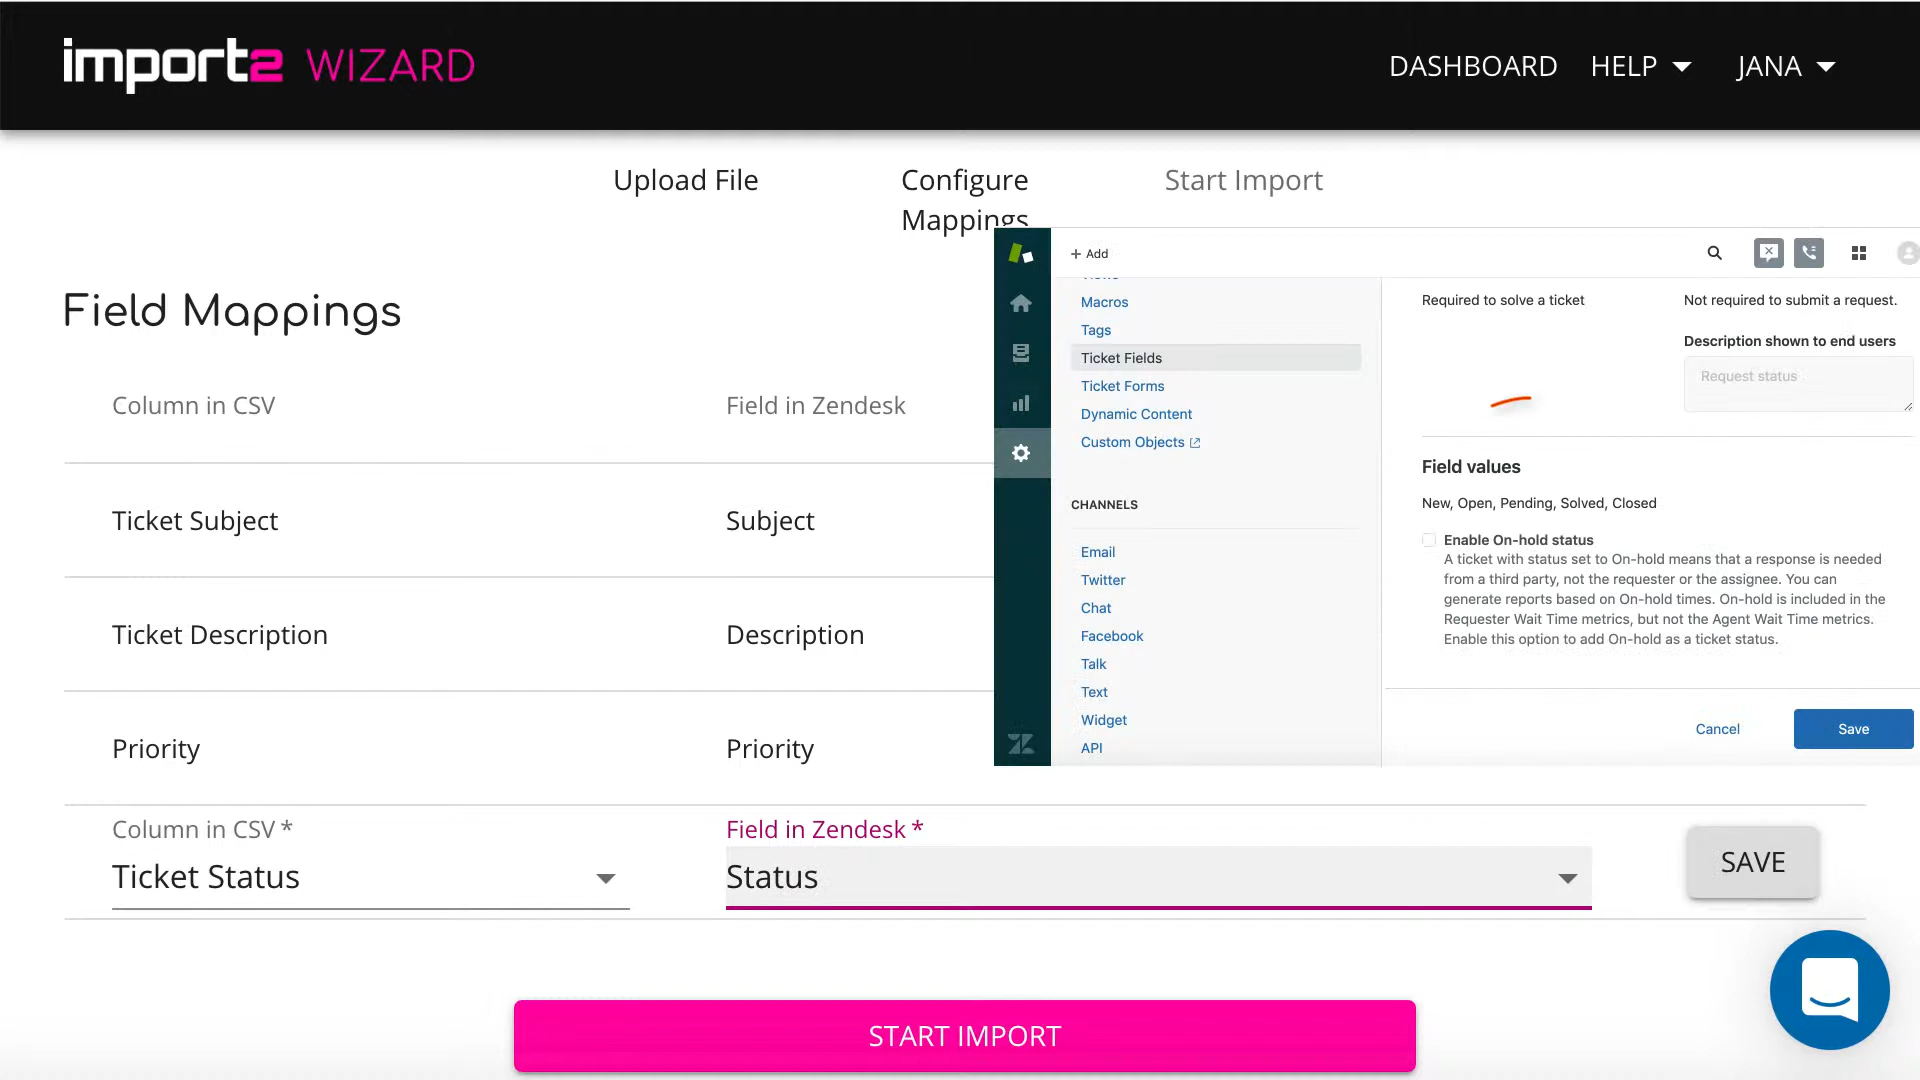 import2 WIZARD
DASHBOARD HELP JANA
Upload File
Configure
Mappings
Start Import
Field Mappings
Column in CSV Field in Zendesk
Ticket Subject Subject
Ticket Description Description
Priority Priority
Column in CSV *
Ticket Status
Field in Zendesk *
Status
SAVE
START IMPORT
+ Add
Macros
Tags
Ticket Fields
Ticket Forms
Dynamic Content
Custom Objects
CHANNELS
Email
Twitter
Chat
Facebook
Talk
Text
Widget
API
Required to solve a ticket
Not required to submit a request.
Description shown to end users
Request status
Field values
New, Open, Pending, Solved, Closed
Enable On-hold status
A ticket with status set to On-hold means that a response is needed
from a third party, not the requester or the assignee. You can
generate reports based on On-hold times. On-hold is included in the
Requester Wait Time metrics, but not the Agent Wait Time metrics.
Enable this option to add On-hold as a ticket status.
Cancel
Save